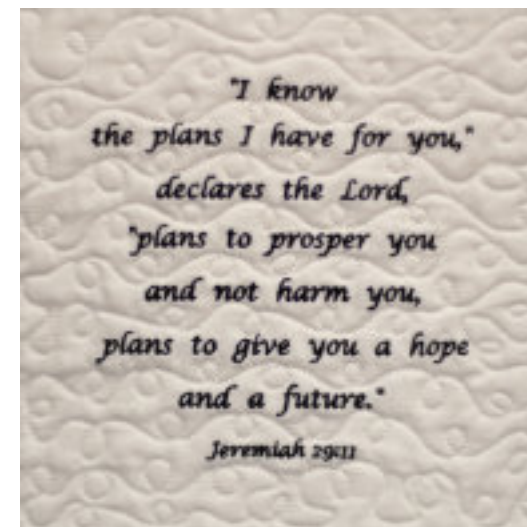 "I know
the plans I have for you,"
declares the Lord,
"plans to prosper you
and not harm you,
plans to give you a hope
and a future."
Jeremiah 29:11